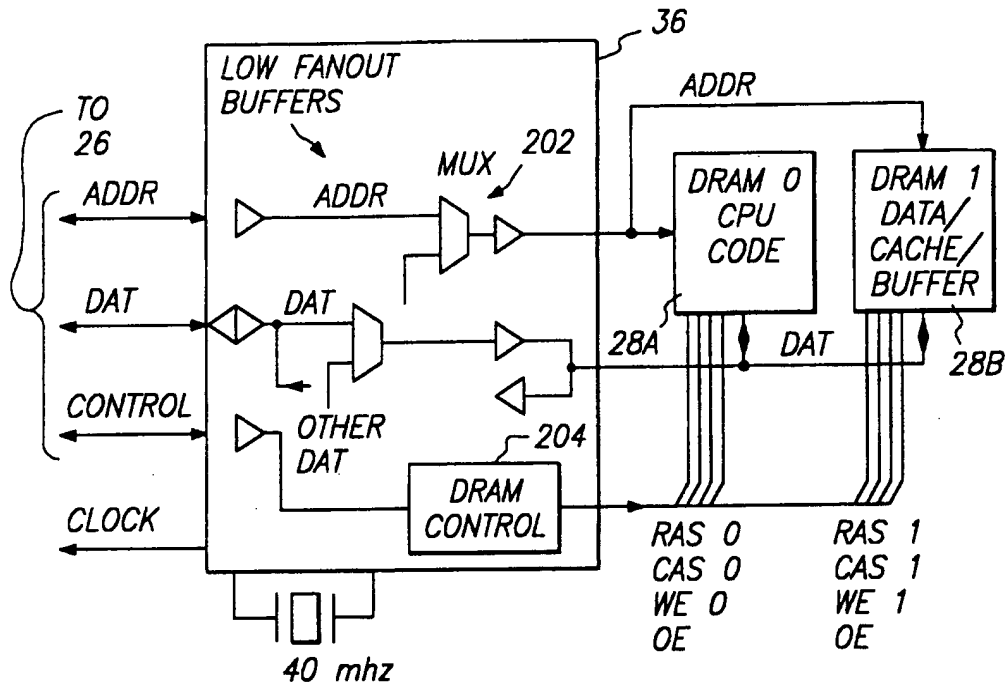 36
LOW FANOUT
BUFFERS
TO
26
ADDR
ADDR
MUX
202
ADDR
DRAM 0
CPU
CODE
DRAM 1
DATA/
CACHE/
BUFFER
DAT
DAT
28A
DAT
28B
CONTROL
OTHER
DAT
204
DRAM
CONTROL
CLOCK
RAS 0
CAS 0
WE 0
OE
RAS 1
CAS 1
WE 1
OE
40 mhz